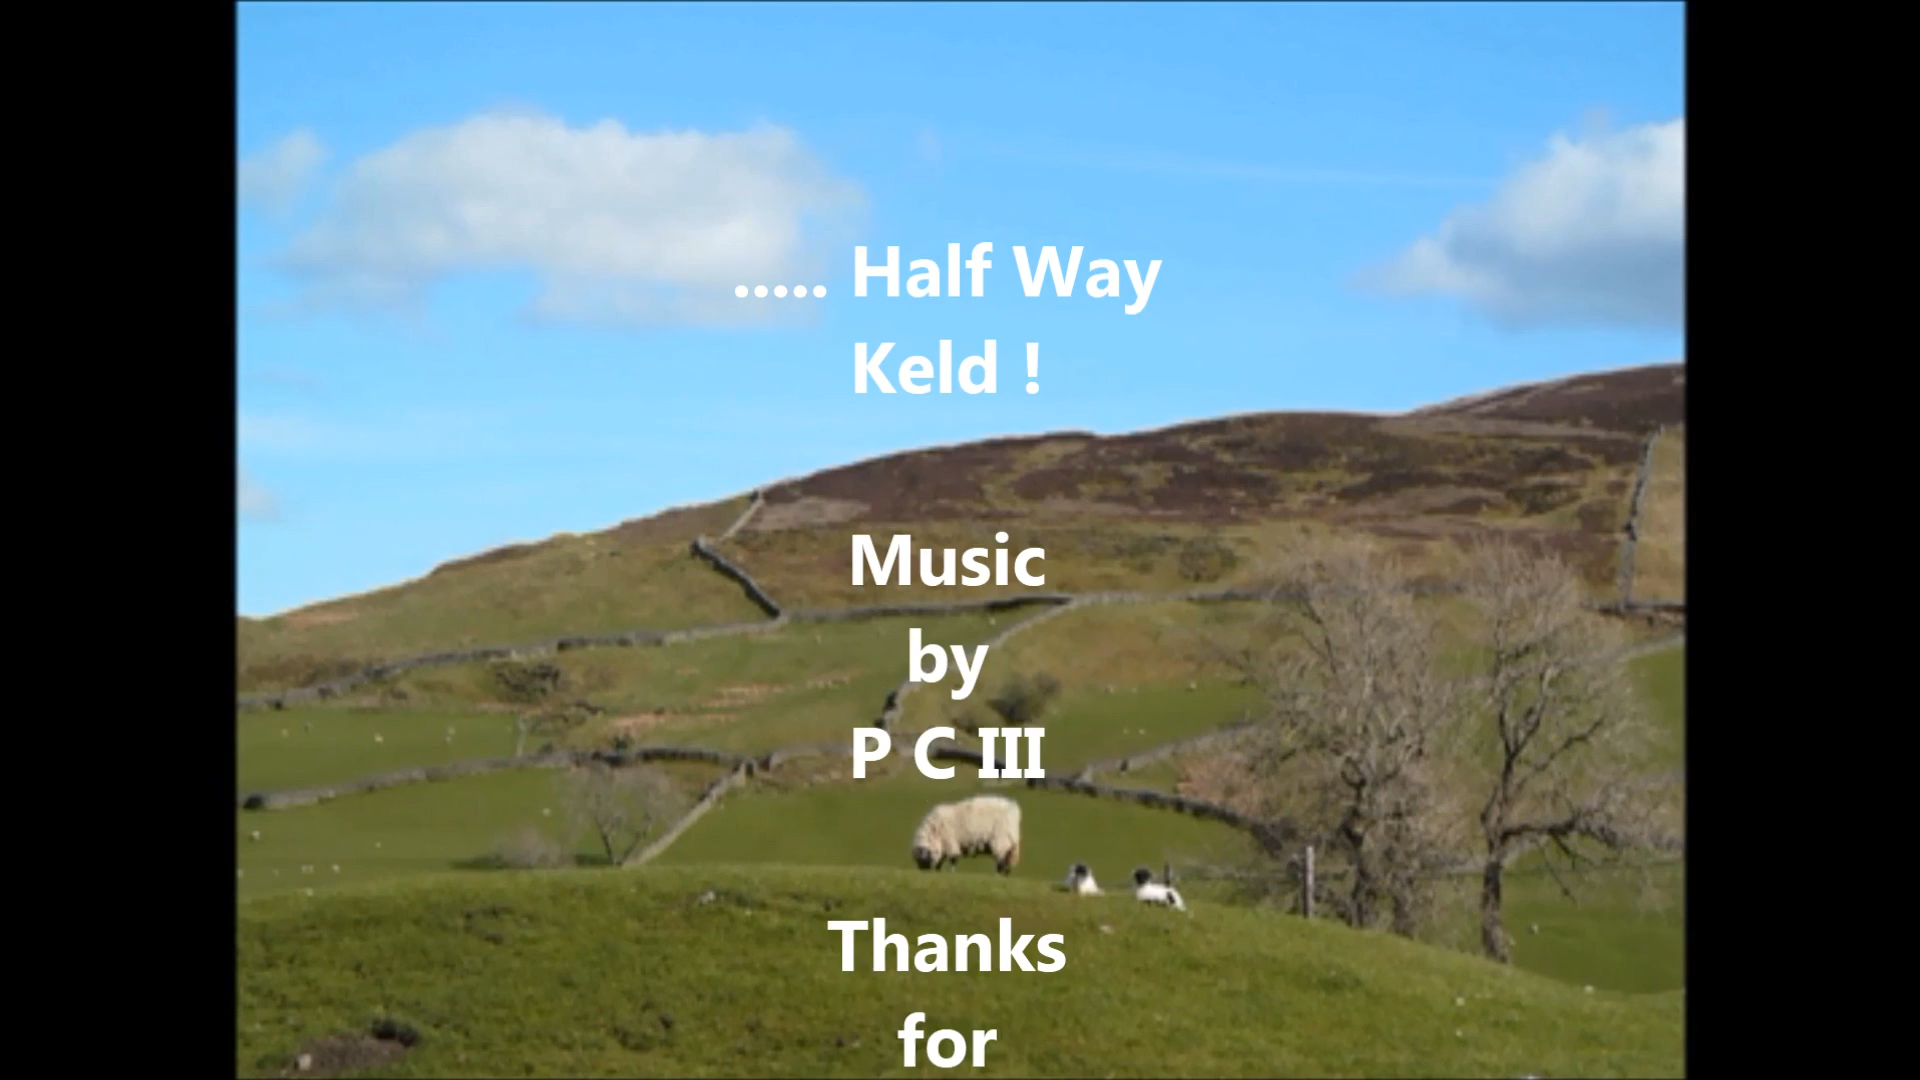 ..... Half Way
Keld !
Music
by
P C III
Thanks
for